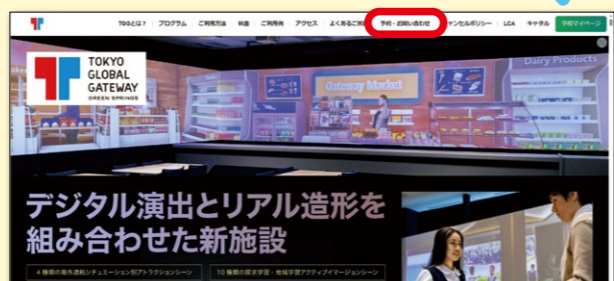 TGGとは？ プログラム ご利用方法 料金 ご利用例 アクセス よくあるご質問 予約・お問い合わせ キャンセルポリシー LCA キャタル 学校マイページ
TOKYO
GLOBAL
GATEWAY
GREEN SPRINGS
Gateway Market
Dairy Products
デジタル演出とリアル造形を
組み合わせた新施設
4種類の海外渡航シチュエーション別アトラクションシーン
10種類の探求学習・地域学習アクティブイマージョンシーン